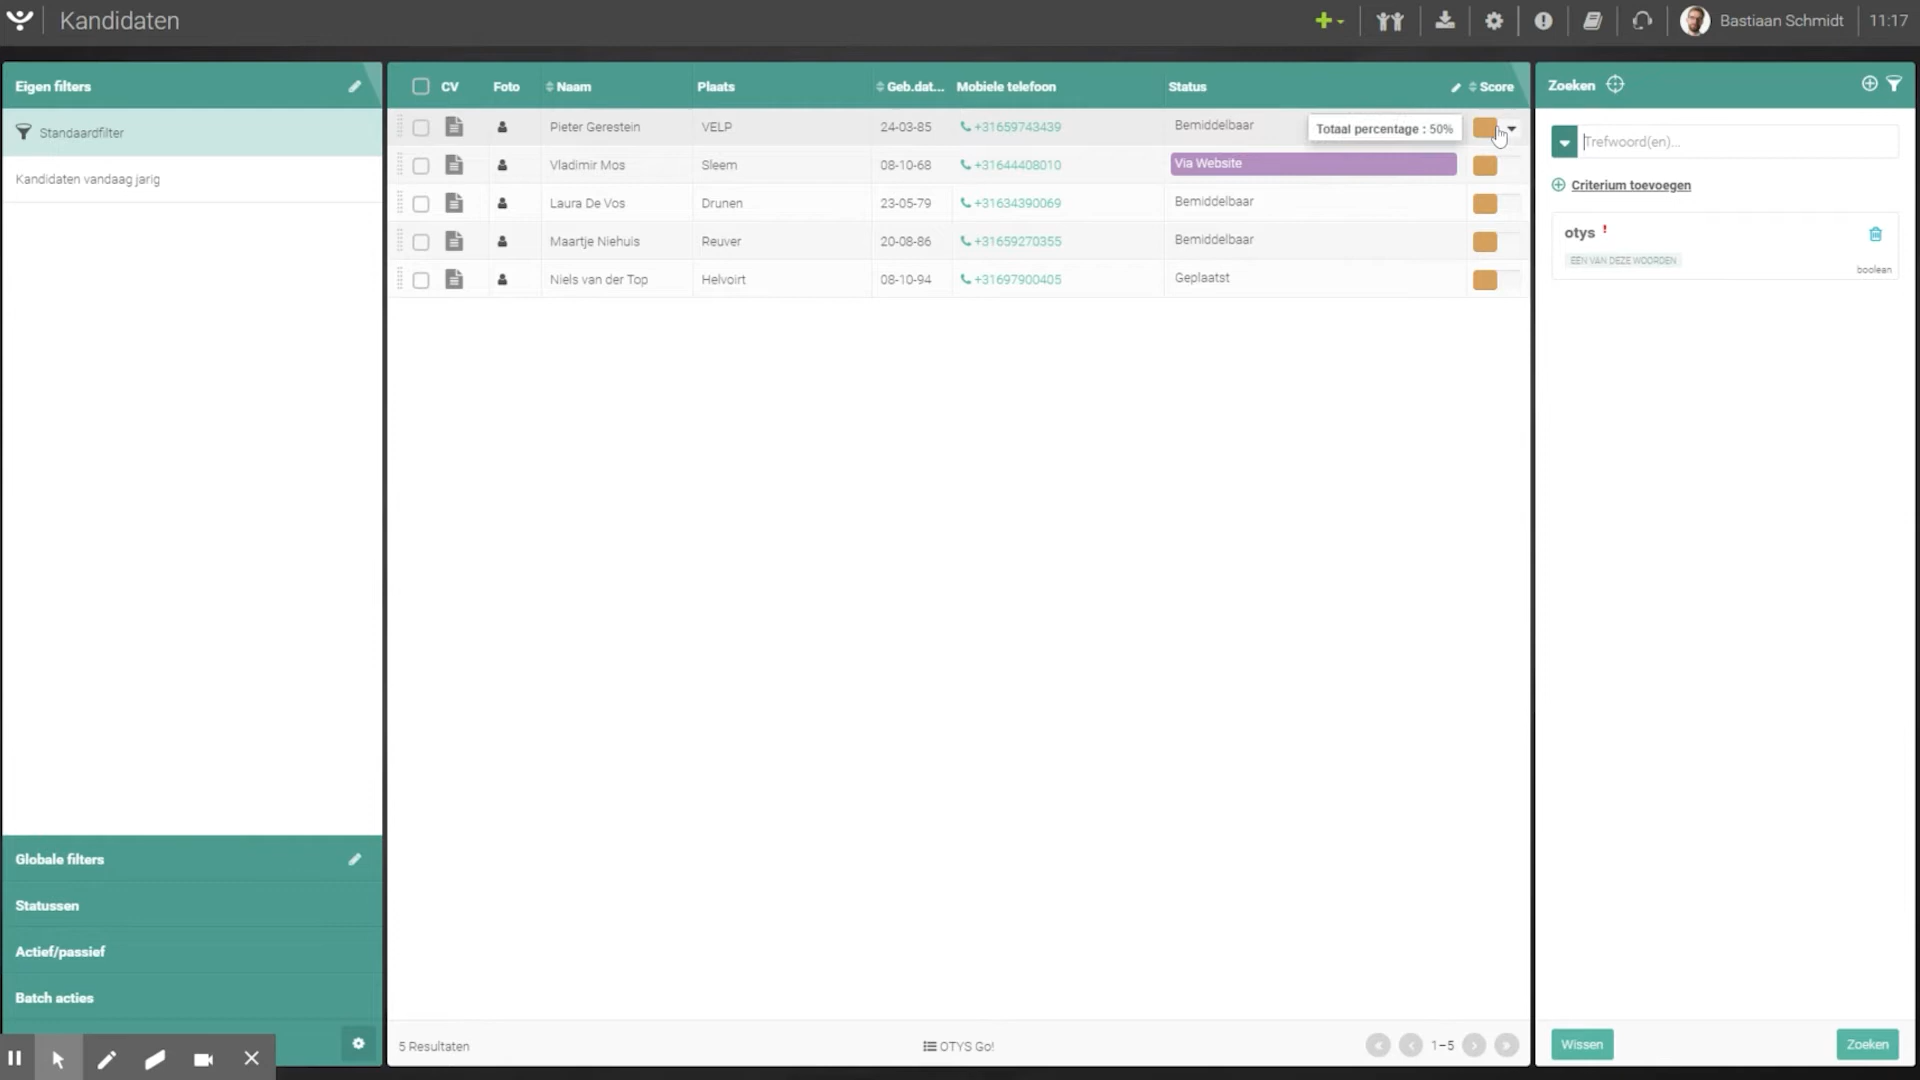 Kandidaten
Bastiaan Schmidt
11:17
Eigen filters
Standaardfilter
Kandidaten vandaag jarig
Globale filters
Statussen
Actief/passief
Batch acties
CV Foto Naam Plaats Geb.dat... Mobiele telefoon Status Score
Pieter Gerestein VELP 24-03-85 +31659743439 Bemiddelbaar
Totaal percentage : 50%
Vladimir Mos Sleem 08-10-68 +31644408010 Via Website
Laura De Vos Drunen 23-05-79 +31634390069 Bemiddelbaar
Maartje Niehuis Reuver 20-08-86 +31659270355 Bemiddelbaar
Niels van der Top Helvoirt 08-10-94 +31697900405 Geplaatst
5 Resultaten
OTYS Go!
1–5
Zoeken
Trefwoord(en)...
Criterium toevoegen
otys !
EEN VAN DEZE WOORDEN
boolean
Wissen
Zoeken